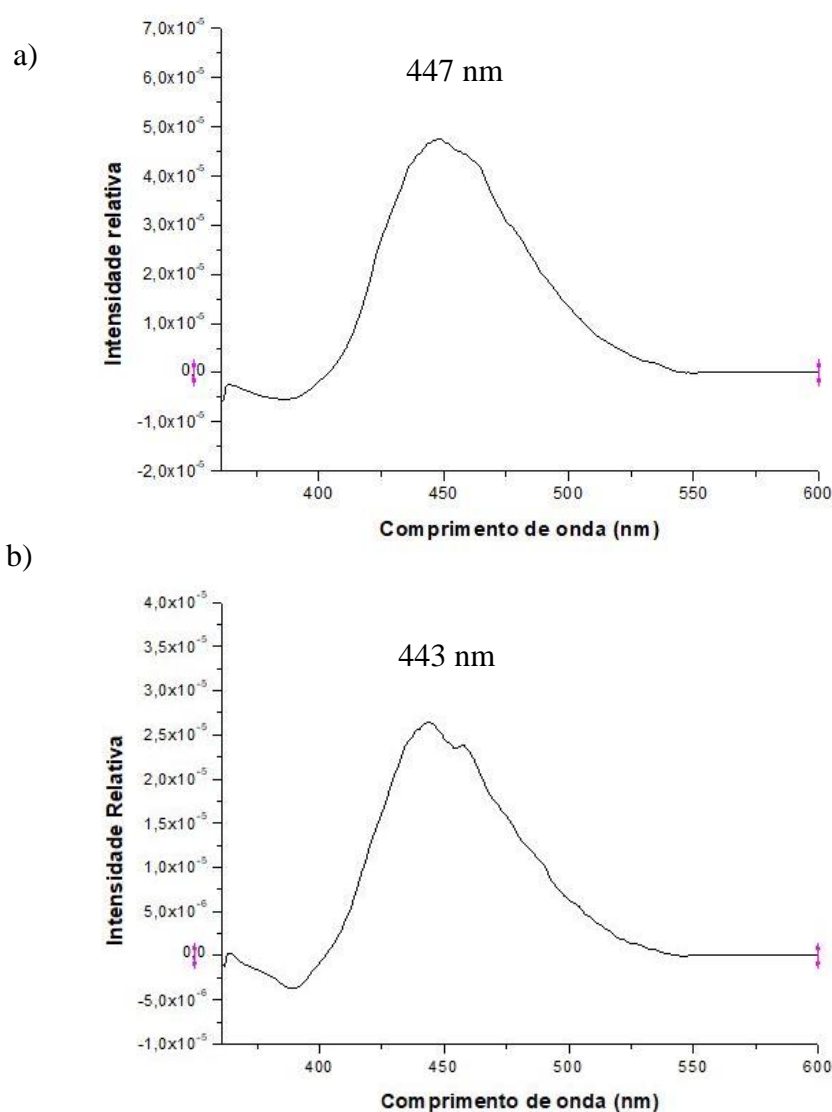 a)
447 nm
7,0x10⁻⁵
6,0x10⁻⁵
5,0x10⁻⁵
4,0x10⁻⁵
3,0x10⁻⁵
2,0x10⁻⁵
1,0x10⁻⁵
0,0
-1,0x10⁻⁵
-2,0x10⁻⁵
Intensidade relativa
400 450 500 550 600
Comprimento de onda (nm)
b)
443 nm
4,0x10⁻⁵
3,5x10⁻⁵
3,0x10⁻⁵
2,5x10⁻⁵
2,0x10⁻⁵
1,5x10⁻⁵
1,0x10⁻⁵
5,0x10⁻⁶
0,0
-5,0x10⁻⁶
-1,0x10⁻⁵
Intensidade Relativa
400 450 500 550 600
Comprimento de onda (nm)